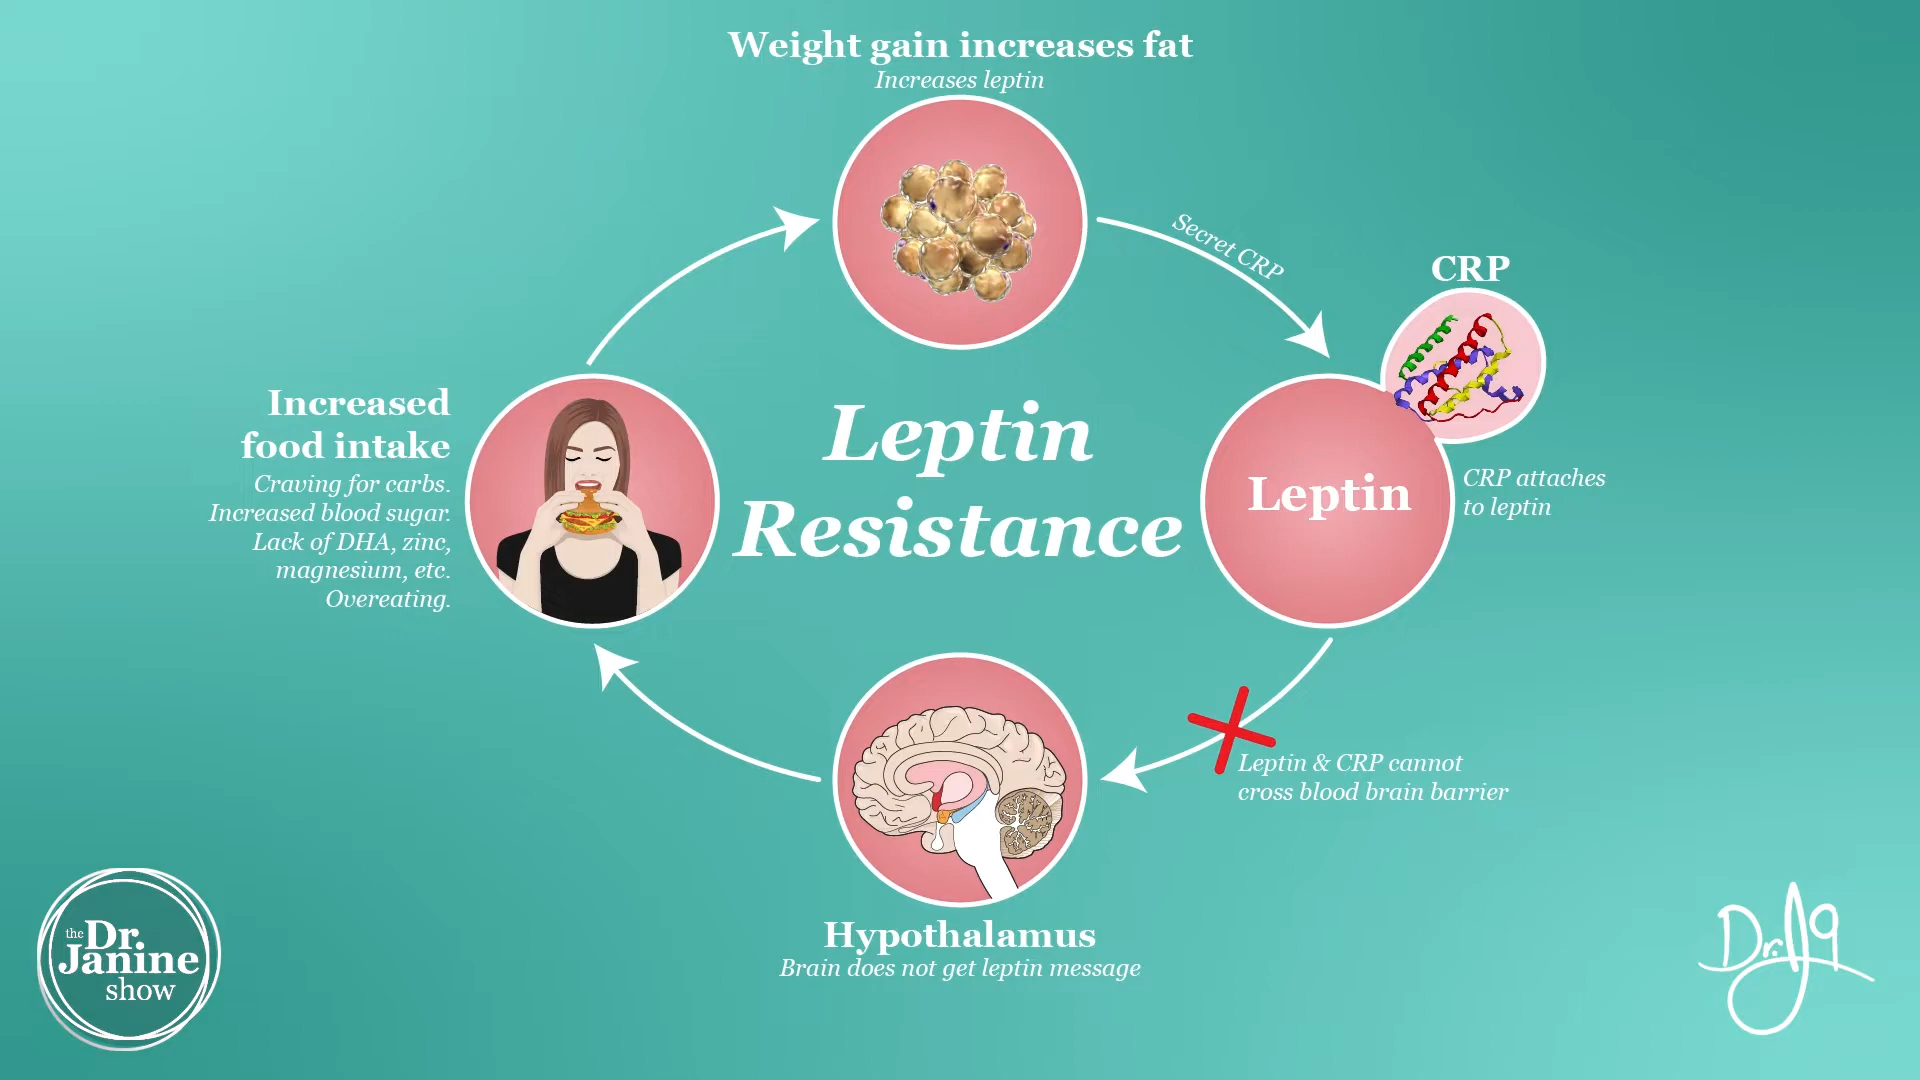 Weight gain increases fat
Increases leptin
Secret CRP
CRP
Increased
food intake
Craving for carbs.
Increased blood sugar.
Lack of DHA, zinc,
magnesium, etc.
Overeating.
Leptin
Resistance
Leptin
CRP attaches
to leptin
Leptin & CRP cannot
cross blood brain barrier
Hypothalamus
Brain does not get leptin message
the
Dr.
Janine
show
Dr.